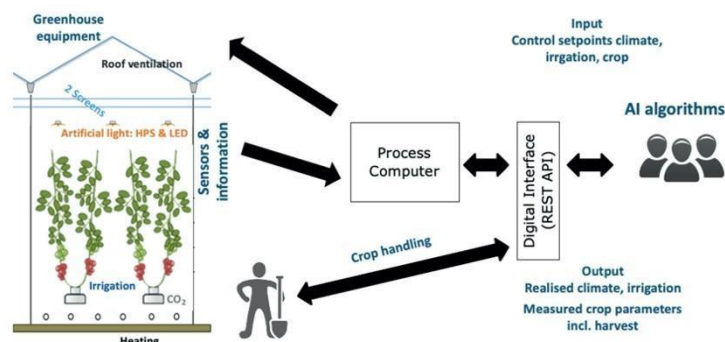 Greenhouse
equipment
Roof ventilation
2 Screens
Artificial light: HPS & LED
Sensors &
information
Irrigation
CO₂
Heating
Process
Computer
Crop handling
Digital Interface
(REST API)
Input
Control setpoints climate,
irrgation, crop
AI algorithms
Output
Realised climate, irrigation
Measured crop parameters
incl. harvest